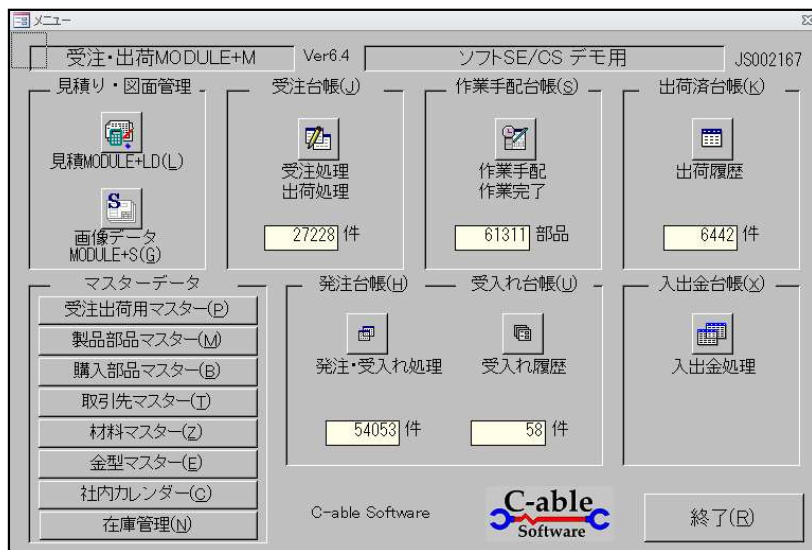 メニュー
受注・出荷MODULE+M Ver6.4 ソフトSE/CS デモ用 JS002167
見積り・図面管理
見積MODULE+LD(L)
S
画像データ
MODULE+S(G)
受注台帳(J)
受注処理
出荷処理
27228 件
作業手配台帳(S)
作業手配
作業完了
61311 部品
出荷済台帳(K)
出荷履歴
6442 件
マスターデータ
受注出荷用マスター(P)
製品部品マスター(M)
購入部品マスター(B)
取引先マスター(T)
材料マスター(Z)
金型マスター(E)
社内カレンダー(C)
在庫管理(N)
発注台帳(H)
発注・受入れ処理
54053 件
受入れ台帳(U)
受入れ履歴
58 件
入出金台帳(X)
入出金処理
C-able Software
C-able
Software
終了(R)